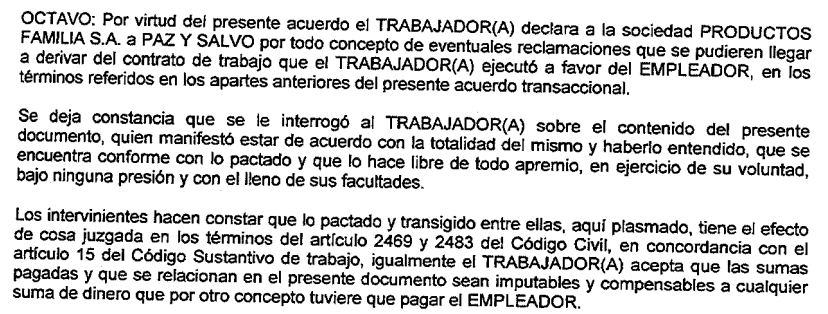 OCTAVO: Por virtud del presente acuerdo el TRABAJADOR(A) declara a la sociedad PRODUCTOS
FAMILIA S.A. a PAZ Y SALVO por todo concepto de eventuales reclamaciones que se pudieren llegar
a derivar del contrato de trabajo que el TRABAJADOR(A) ejecutó a favor del EMPLEADOR, en los
términos referidos en los apartes anteriores del presente acuerdo transaccional.
Se deja constancia que se le interrogó al TRABAJADOR(A) sobre el contenido del presente
documento, quien manifestó estar de acuerdo con la totalidad del mismo y haberlo entendido, que se
encuentra conforme con lo pactado y que lo hace libre de todo apremio, en ejercicio de su voluntad,
bajo ninguna presión y con el lleno de sus facultades.
Los intervinientes hacen constar que lo pactado y transigido entre ellas, aquí plasmado, tiene el efecto
de cosa juzgada en los términos del artículo 2469 y 2483 del Código Civil, en concordancia con el
artículo 15 del Código Sustantivo de trabajo, igualmente el TRABAJADOR(A) acepta que las sumas
pagadas y que se relacionan en el presente documento sean imputables y compensables a cualquier
suma de dinero que por otro concepto tuviere que pagar el EMPLEADOR.